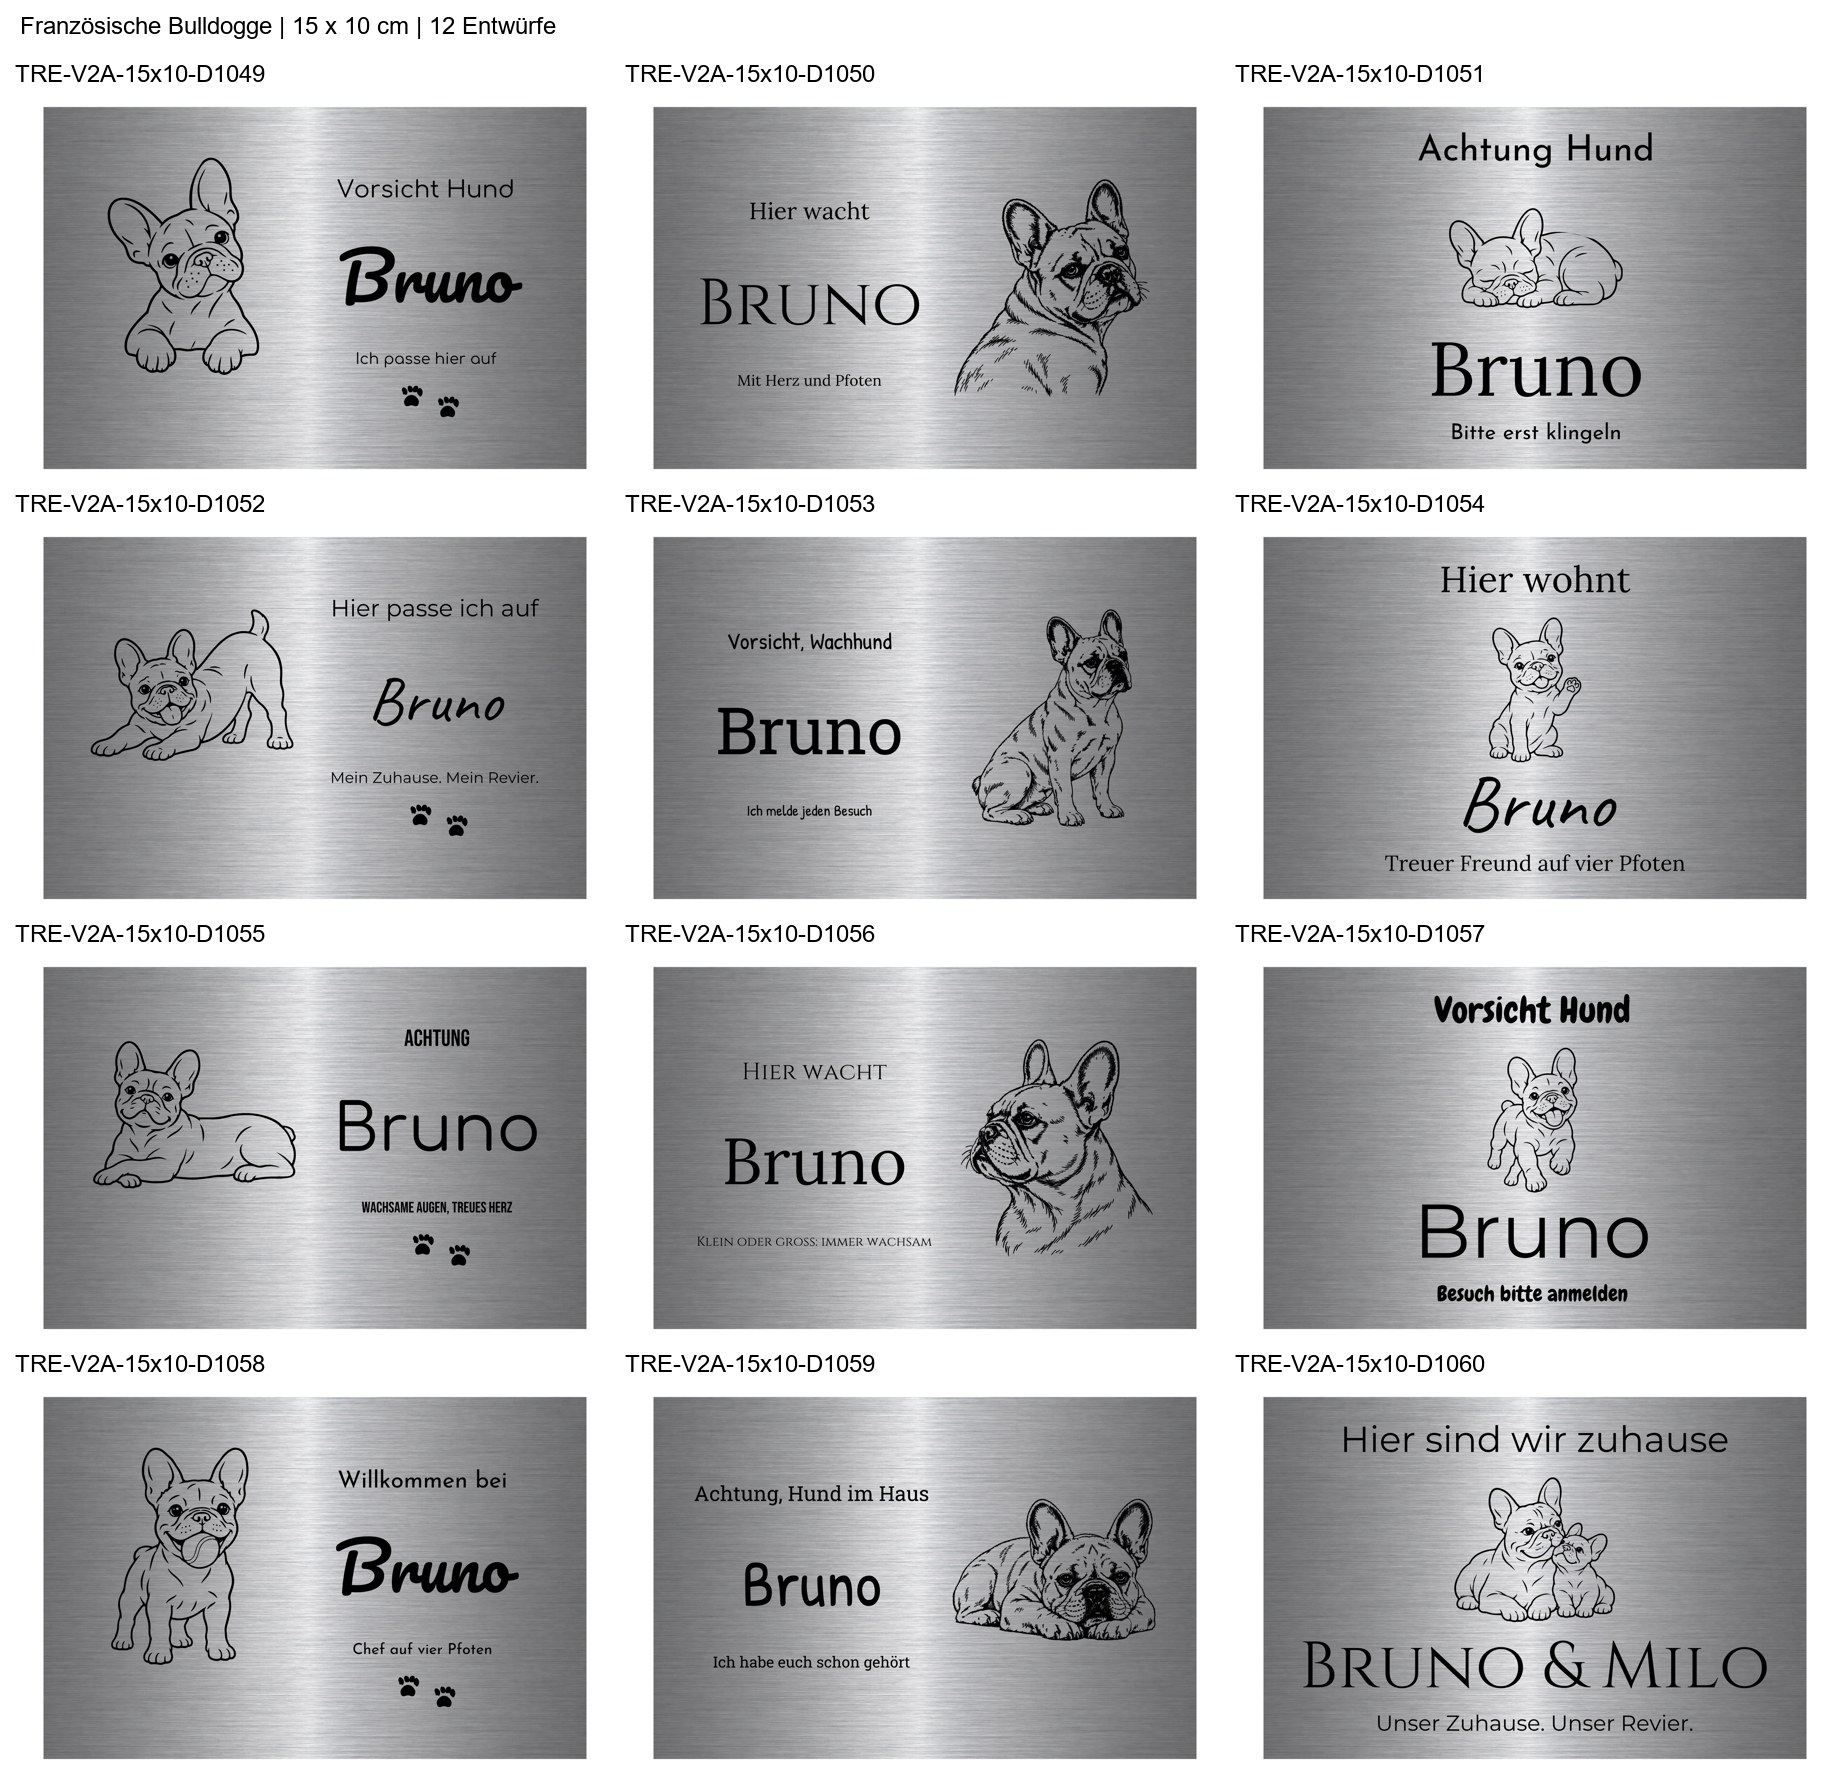 Französische Bulldogge | 15 x 10 cm | 12 Entwürfe
TRE-V2A-15x10-D1049
Vorsicht Hund
Bruno
Ich passe hier auf
TRE-V2A-15x10-D1050
Hier wacht
BRUNO
Mit Herz und Pfoten
TRE-V2A-15x10-D1051
Achtung Hund
Bruno
Bitte erst klingeln
TRE-V2A-15x10-D1052
Hier passe ich auf
Bruno
Mein Zuhause. Mein Revier.
TRE-V2A-15x10-D1053
Vorsicht, Wachhund
Bruno
Ich melde jeden Besuch
TRE-V2A-15x10-D1054
Hier wohnt
Bruno
Treuer Freund auf vier Pfoten
TRE-V2A-15x10-D1055
ACHTUNG
Bruno
WACHSAME AUGEN, TREUES HERZ
TRE-V2A-15x10-D1056
HIER WACHT
Bruno
KLEIN ODER GROSS: IMMER WACHSAM
TRE-V2A-15x10-D1057
Vorsicht Hund
Bruno
Besuch bitte anmelden
TRE-V2A-15x10-D1058
Willkommen bei
Bruno
Chef auf vier Pfoten
TRE-V2A-15x10-D1059
Achtung, Hund im Haus
Bruno
Ich habe euch schon gehört
TRE-V2A-15x10-D1060
Hier sind wir zuhause
BRUNO & MILO
Unser Zuhause. Unser Revier.